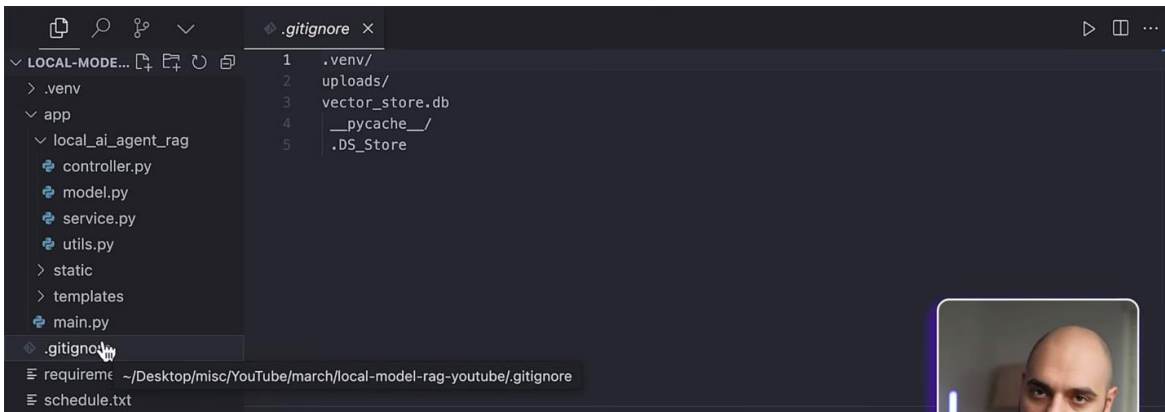 .gitignore
LOCAL-MODE...
.venv
app
local_ai_agent_rag
controller.py
model.py
service.py
utils.py
static
templates
main.py
.gitigno
requireme
schedule.txt
1 .venv/
2 uploads/
3 vector_store.db
4 __pycache__/
5 .DS_Store
~/Desktop/misc/YouTube/march/local-model-rag-youtube/.gitignore